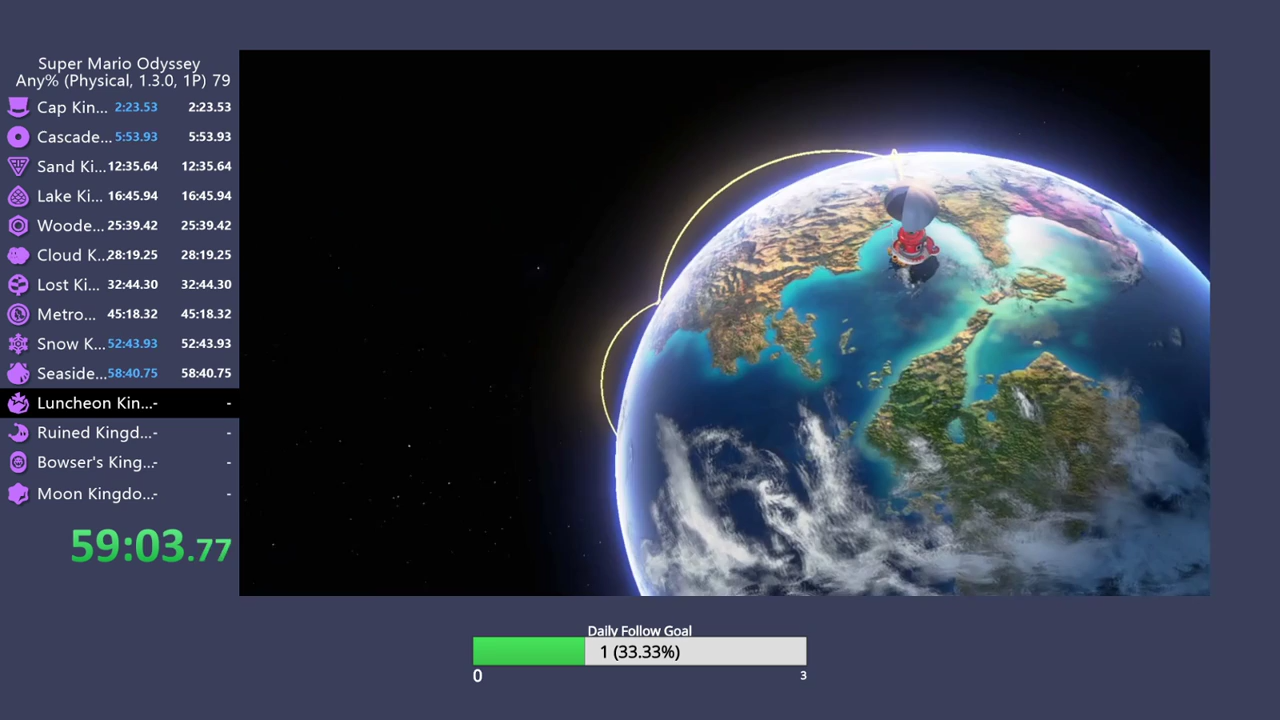 Super Mario Odyssey
Any% (Physical, 1.3.0, 1P) 79
Cap Kin... 2:23.53 2:23.53
Cascade... 5:53.93 5:53.93
Sand Ki... 12:35.64 12:35.64
Lake Ki... 16:45.94 16:45.94
Woode... 25:39.42 25:39.42
Cloud K... 28:19.25 28:19.25
Lost Ki... 32:44.30 32:44.30
Metro... 45:18.32 45:18.32
Snow K... 52:43.93 52:43.93
Seaside... 58:40.75 58:40.75
Luncheon Kin... - -
Ruined Kingd... - -
Bowser's King... - -
Moon Kingdo... - -
59:03.77
Daily Follow Goal
1 (33.33%)
0 3